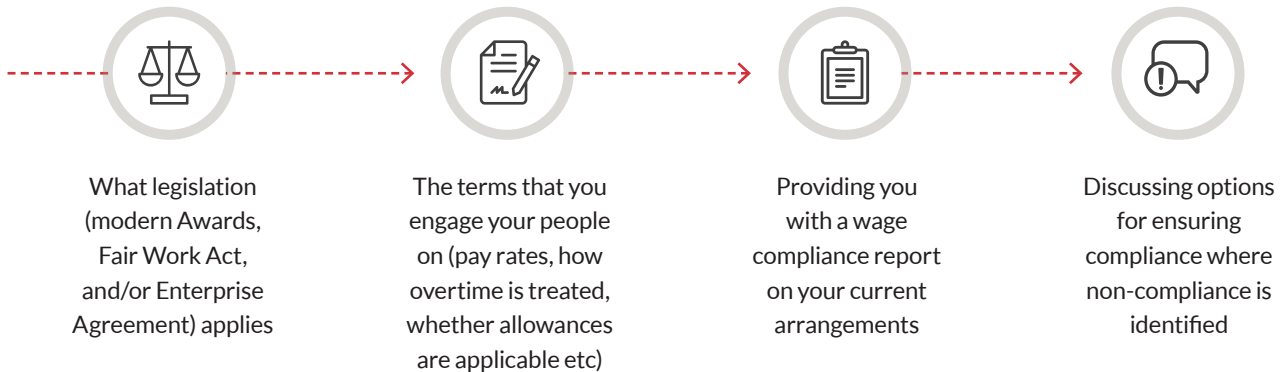 What legislation
(modern Awards,
Fair Work Act,
and/or Enterprise
Agreement) applies
The terms that you
engage your people
on (pay rates, how
overtime is treated,
whether allowances
are applicable etc)
Providing you
with a wage
compliance report
on your current
arrangements
Discussing options
for ensuring
compliance where
non-compliance is
identified